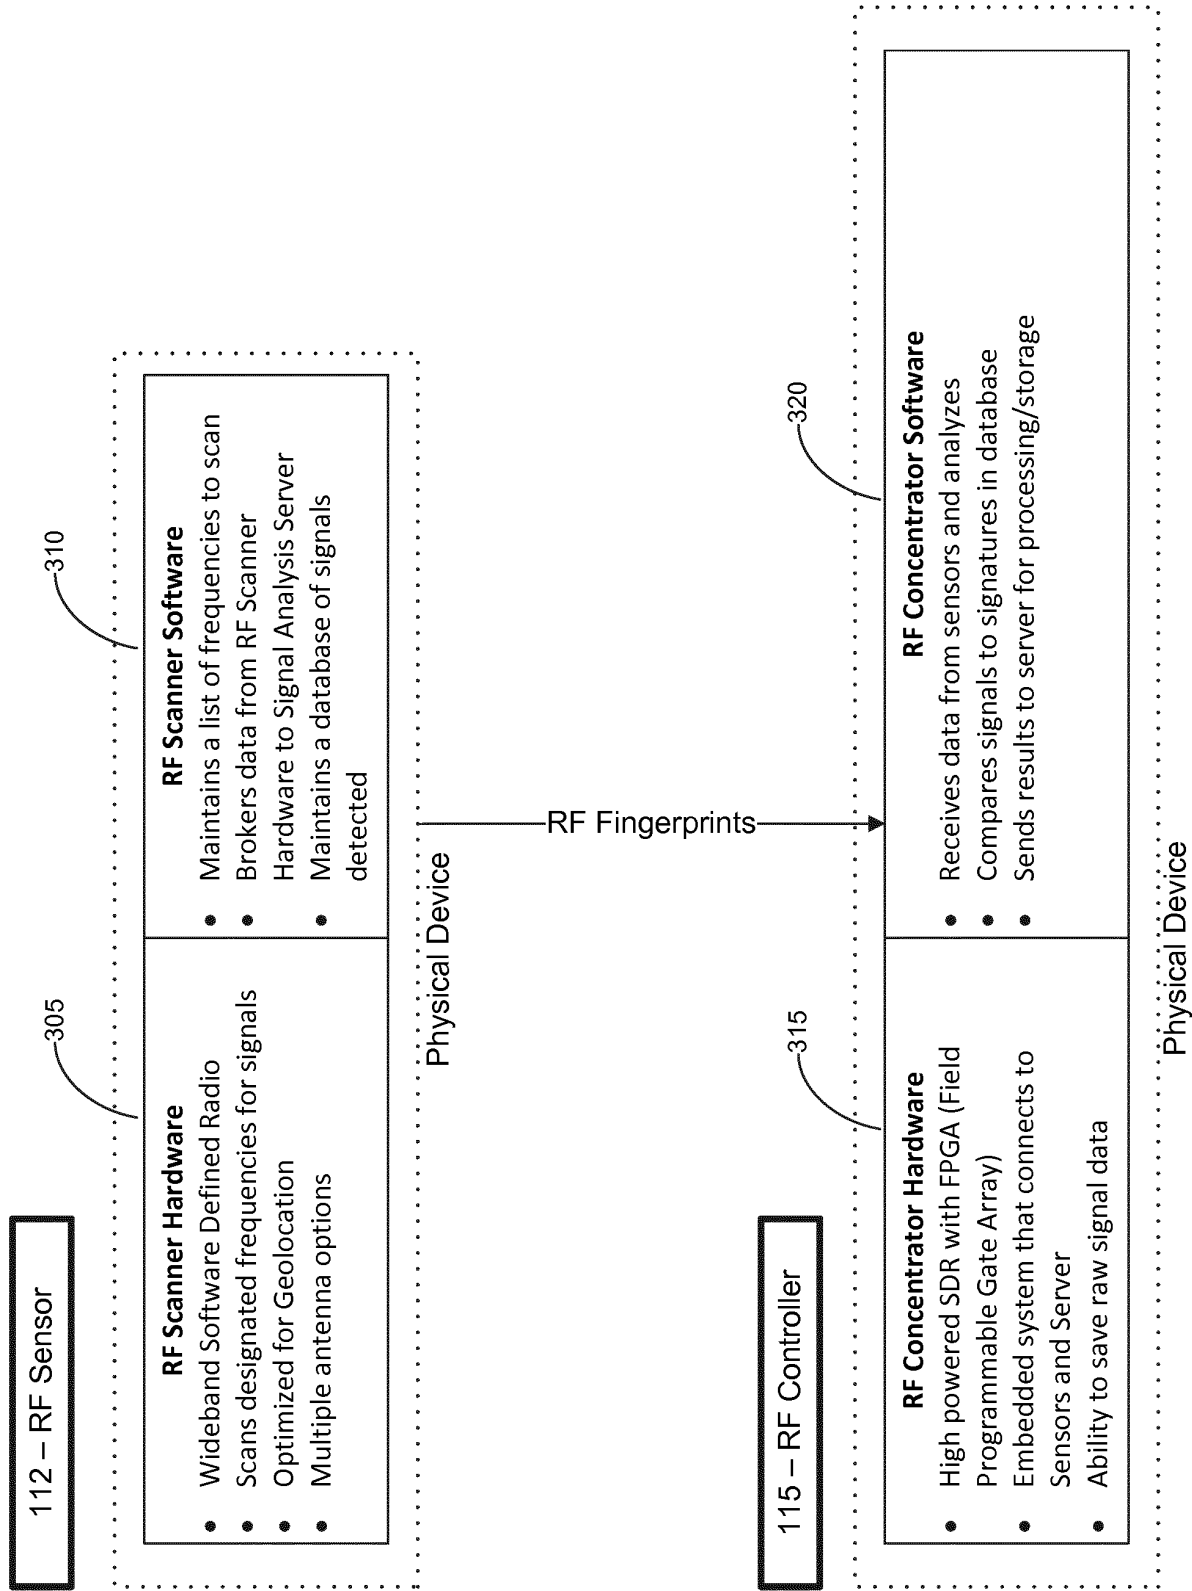 112 – RF Sensor
305
310
RF Scanner Hardware
• Wideband Software Defined Radio
• Scans designated frequencies for signals
• Optimized for Geolocation
• Multiple antenna options
RF Scanner Software
• Maintains a list of frequencies to scan
• Brokers data from RF Scanner
Hardware to Signal Analysis Server
• Maintains a database of signals
detected
Physical Device
RF Fingerprints
115 – RF Controller
315
320
RF Concentrator Hardware
• High powered SDR with FPGA (Field
Programmable Gate Array)
• Embedded system that connects to
Sensors and Server
• Ability to save raw signal data
RF Concentrator Software
• Receives data from sensors and analyzes
• Compares signals to signatures in database
• Sends results to server for processing/storage
Physical Device